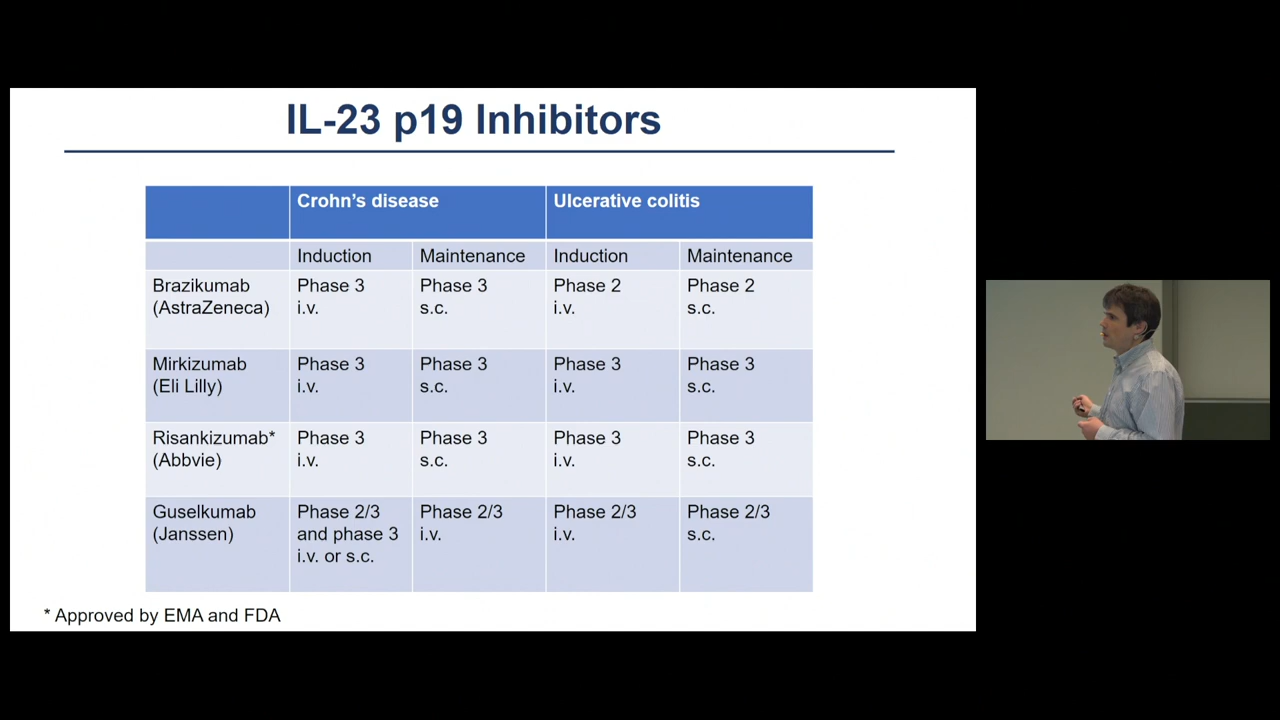 IL-23 p19 Inhibitors
Crohn’s disease
Ulcerative colitis
Induction
Maintenance
Induction
Maintenance
Brazikumab
(AstraZeneca)
Phase 3
i.v.
Phase 3
s.c.
Phase 2
i.v.
Phase 2
s.c.
Mirkizumab
(Eli Lilly)
Phase 3
i.v.
Phase 3
s.c.
Phase 3
i.v.
Phase 3
s.c.
Risankizumab*
(Abbvie)
Phase 3
i.v.
Phase 3
s.c.
Phase 3
i.v.
Phase 3
s.c.
Guselkumab
(Janssen)
Phase 2/3
and phase 3
i.v. or s.c.
Phase 2/3
i.v.
Phase 2/3
i.v.
Phase 2/3
s.c.
* Approved by EMA and FDA